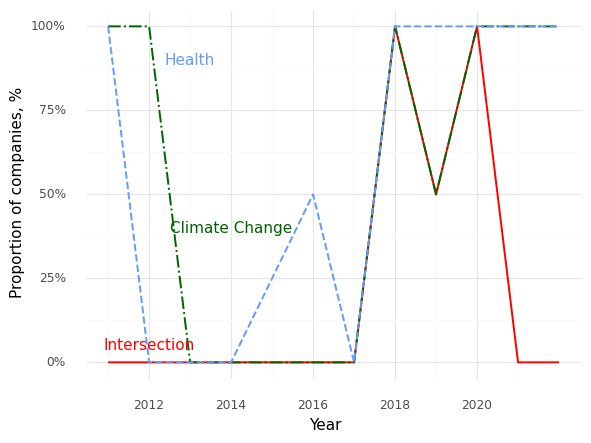 100%
Health
75%
50%
Climate Change
25%
Intersection
0%
2012 2014 2016 2018 2020
Year
Proportion of companies, %